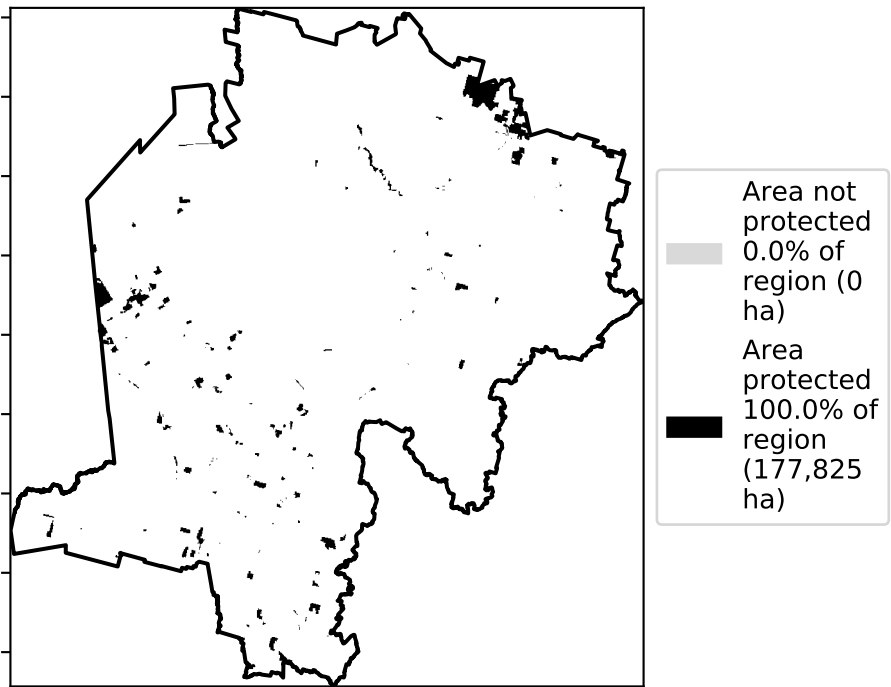 Area not
protected
0.0% of
region (0
ha)
Area
protected
100.0% of
region
(177,825
ha)